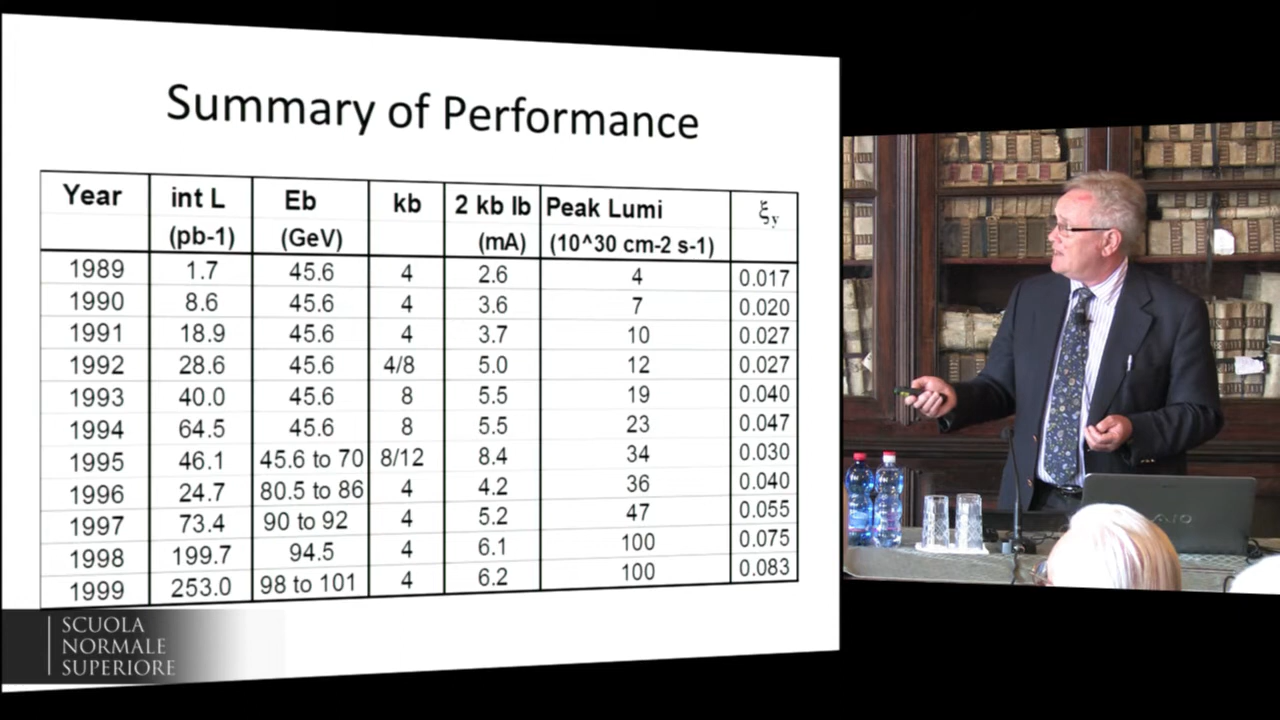 Summary of Performance
Year int L (pb-1) Eb (GeV) kb 2 kb Ib (mA) Peak Lumi (10^30 cm-2 s-1) ξy
1989 1.7 45.6 4 2.6 4 0.017
1990 8.6 45.6 4 3.6 7 0.020
1991 18.9 45.6 4 3.7 10 0.027
1992 28.6 45.6 4/8 5.0 12 0.027
1993 40.0 45.6 8 5.5 19 0.040
1994 64.5 45.6 8 5.5 23 0.047
1995 46.1 45.6 to 70 8/12 8.4 34 0.030
1996 24.7 80.5 to 86 4 4.2 36 0.040
1997 73.4 90 to 92 4 5.2 47 0.055
1998 199.7 94.5 4 6.1 100 0.075
1999 253.0 98 to 101 4 6.2 100 0.083
SCUOLA
NORMALE
SUPERIORE
VAIO